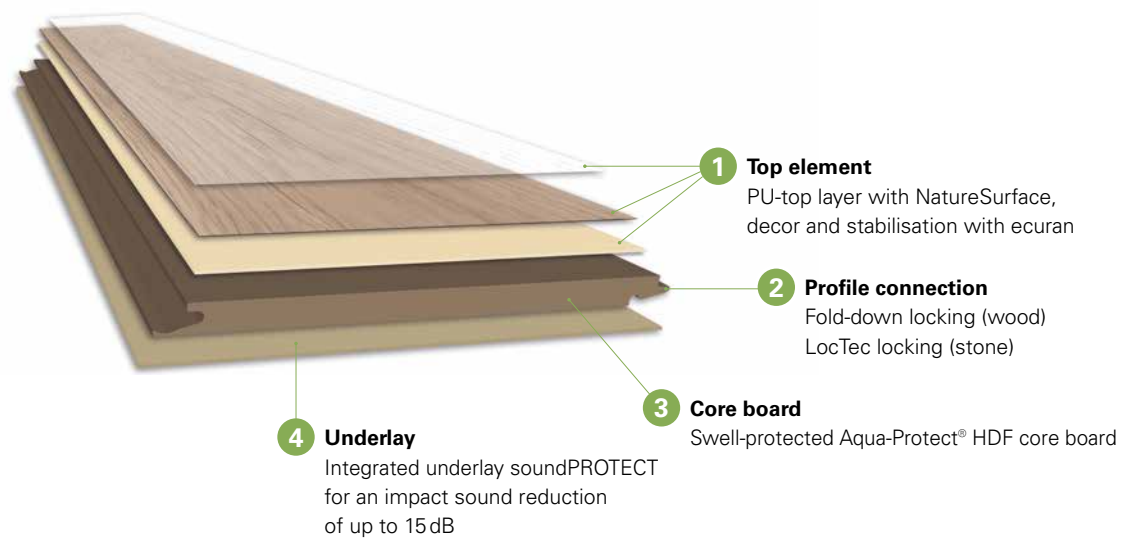 1 Top element
PU-top layer with NatureSurface,
decor and stabilisation with ecuran
2 Profile connection
Fold-down locking (wood)
LocTec locking (stone)
3 Core board
Swell-protected Aqua-Protect® HDF core board
4 Underlay
Integrated underlay soundPROTECT
for an impact sound reduction
of up to 15 dB